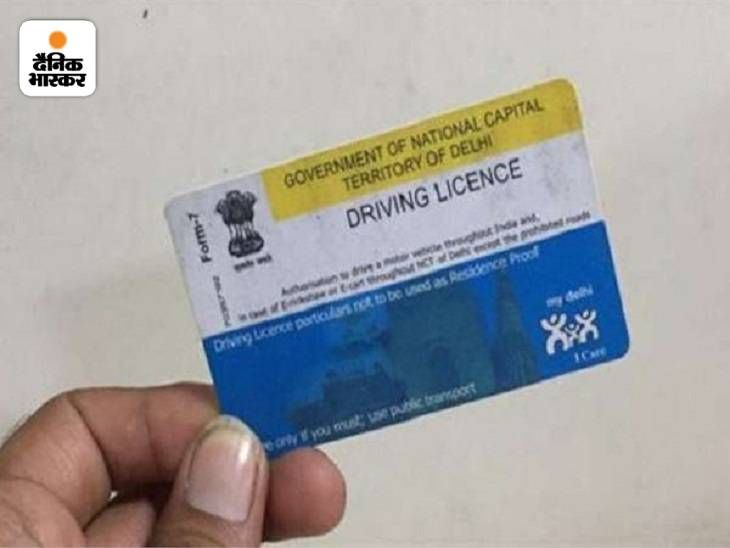 दैनिक
भास्कर
GOVERNMENT OF NATIONAL CAPITAL
TERRITORY OF DELHI
DRIVING LICENCE
Form-7
Authorisation to drive a motor vehicle throughout India and,
in case of E-rickshaw or E-cart throughout NCT of Delhi except the prohibited roads
Driving Licence particulars not to be used as Residence Proof
my delhi
I Care
only if you must; use public transport